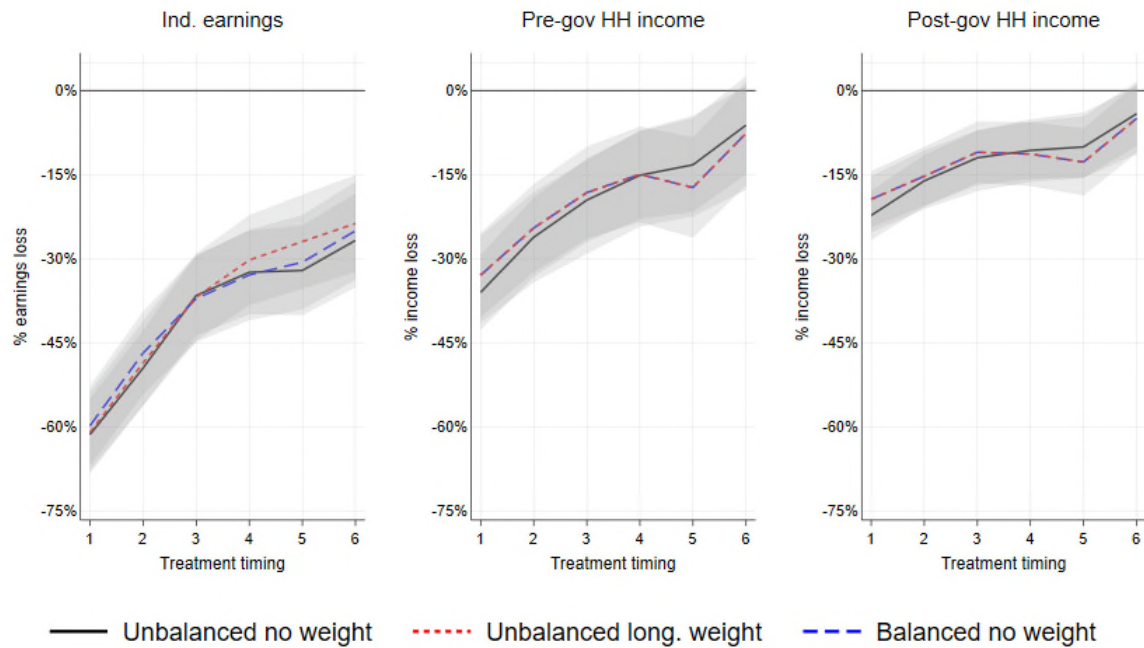 Ind. earnings
Pre-gov HH income
Post-gov HH income
% earnings loss
0%
-15%
-30%
-45%
-60%
-75%
1 2 3 4 5 6
Treatment timing
% income loss
0%
-15%
-30%
-45%
-60%
-75%
1 2 3 4 5 6
Treatment timing
% income loss
0%
-15%
-30%
-45%
-60%
-75%
1 2 3 4 5 6
Treatment timing
Unbalanced no weight
Unbalanced long. weight
Balanced no weight